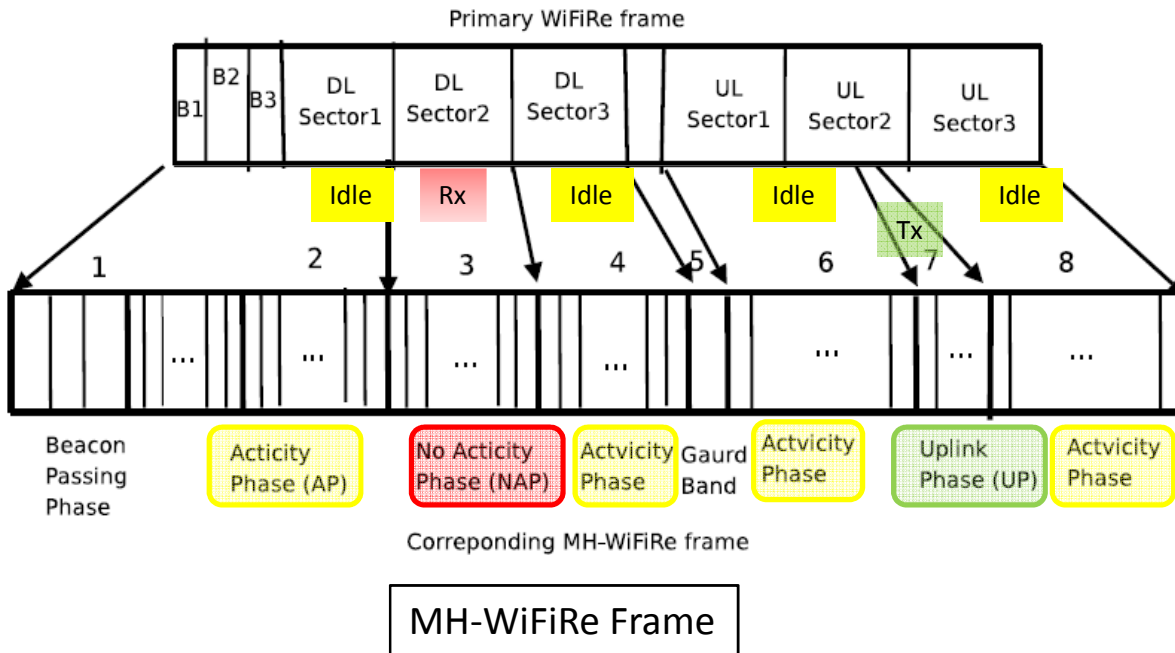 Primary WiFiRe frame
B1
B2
B3
DL
Sector1
DL
Sector2
DL
Sector3
UL
Sector1
UL
Sector2
UL
Sector3
Idle
Rx
Idle
Idle
Tx
Idle
1
2
3
4
5
6
7
8
...
...
...
...
...
...
...
Beacon
Passing
Phase
Acticity
Phase (AP)
No Acticity
Phase (NAP)
Actvicity
Phase
Gaurd
Band
Actvicity
Phase
Uplink
Phase (UP)
Actvicity
Phase
Correponding MH-WiFiRe frame
MH-WiFiRe Frame